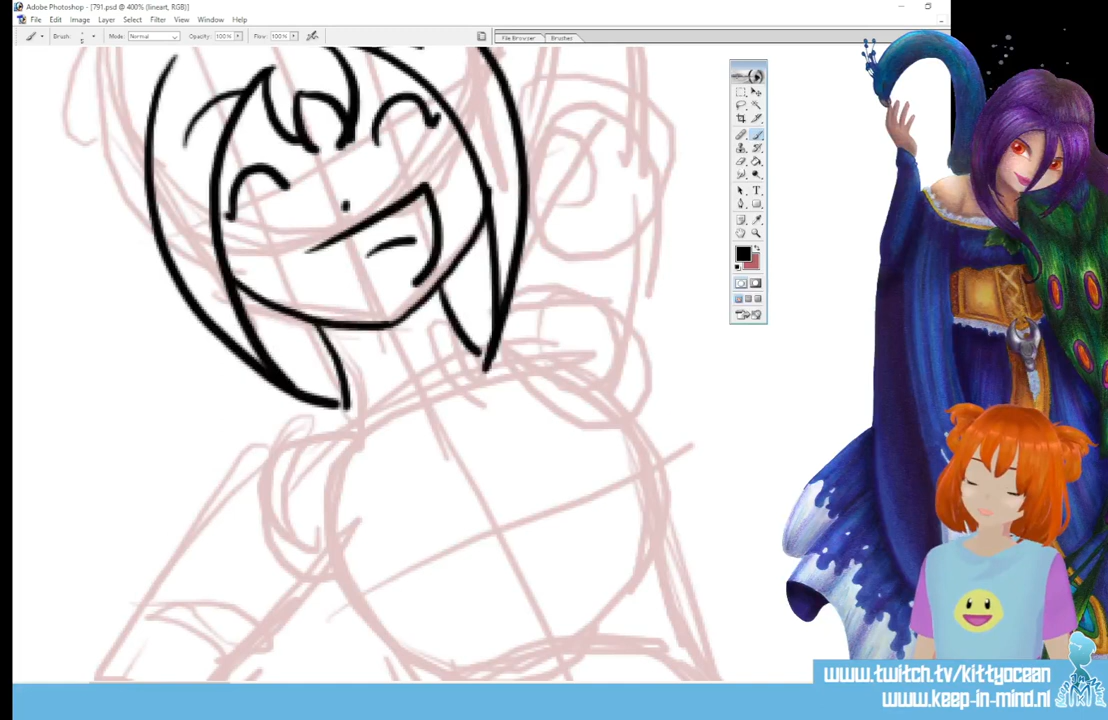 Adobe Photoshop - [791.psd @ 400% (lineart, RGB)]
File Edit Image Layer Select Filter View Window Help
Brush: 5 Mode: Normal Opacity: 100% Flow: 100% File Browser Brushes
www.twitch.tv/kittyocean
www.keep-in-mind.nl